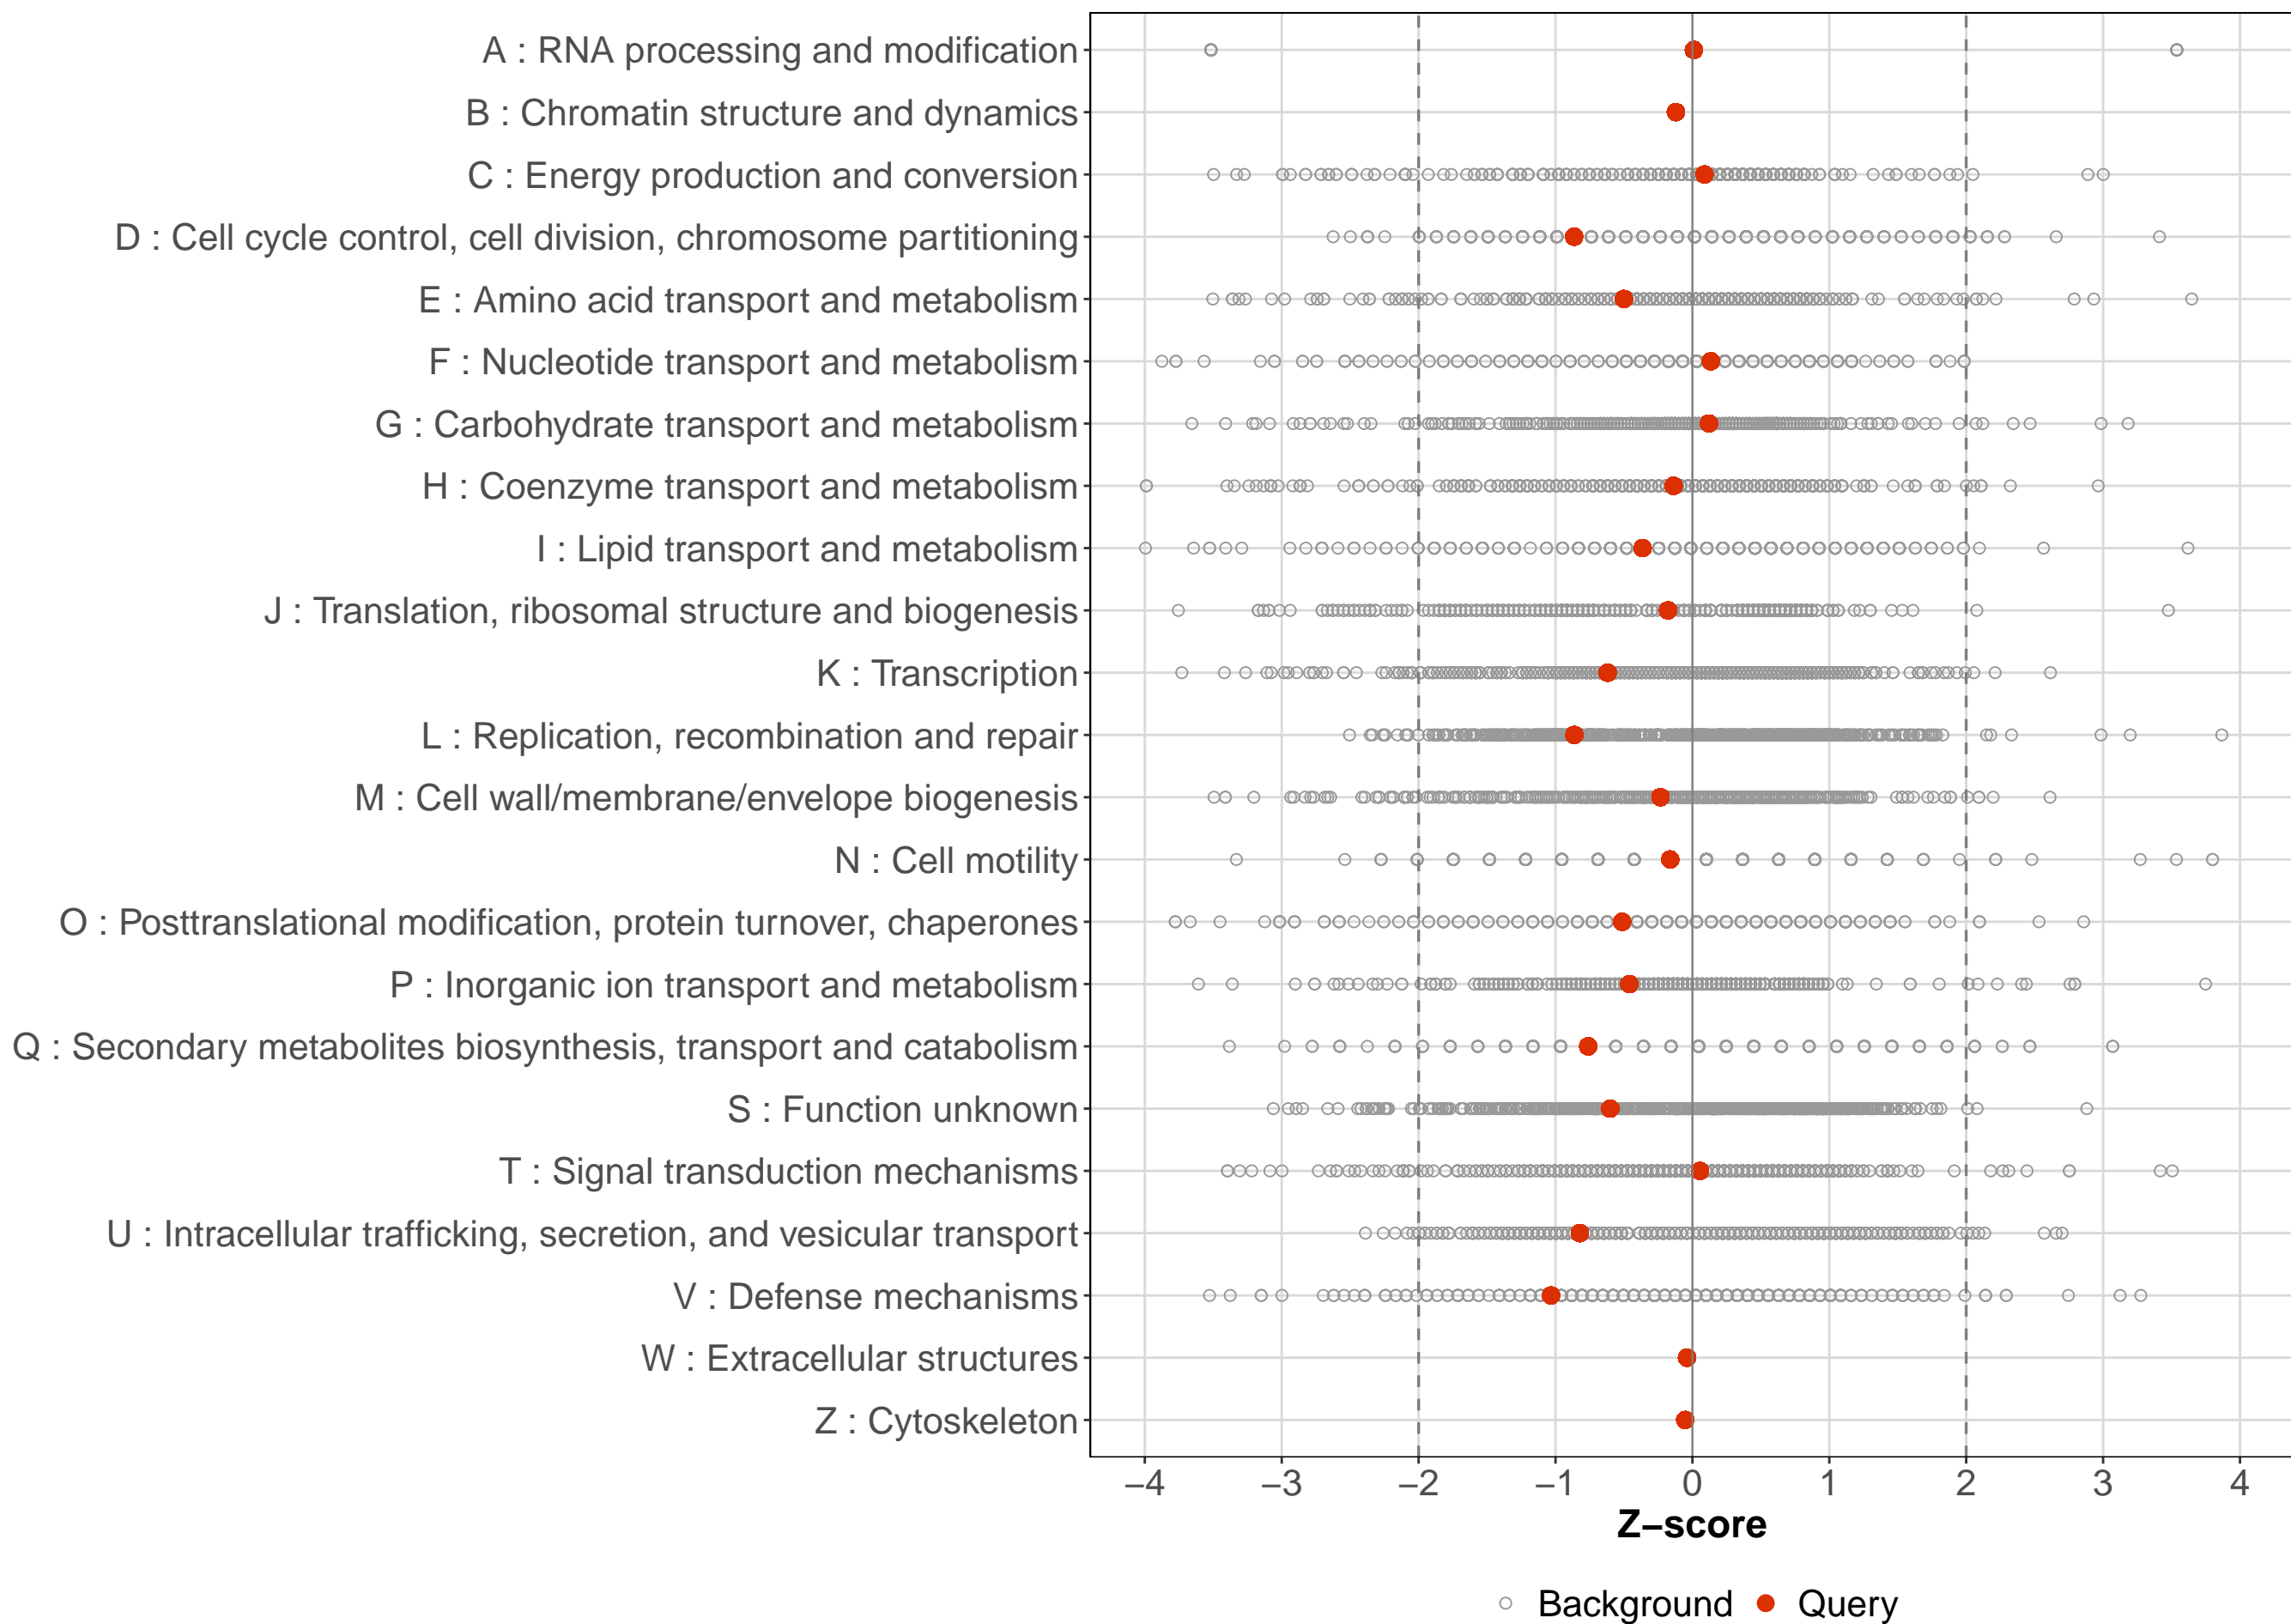 A : RNA processing and modification
B : Chromatin structure and dynamics
C : Energy production and conversion
D : Cell cycle control, cell division, chromosome partitioning
E : Amino acid transport and metabolism
F : Nucleotide transport and metabolism
G : Carbohydrate transport and metabolism
H : Coenzyme transport and metabolism
I : Lipid transport and metabolism
J : Translation, ribosomal structure and biogenesis
K : Transcription
L : Replication, recombination and repair
M : Cell wall/membrane/envelope biogenesis
N : Cell motility
O : Posttranslational modification, protein turnover, chaperones
P : Inorganic ion transport and metabolism
Q : Secondary metabolites biosynthesis, transport and catabolism
S : Function unknown
T : Signal transduction mechanisms
U : Intracellular trafficking, secretion, and vesicular transport
V : Defense mechanisms
W : Extracellular structures
Z : Cytoskeleton
−4 −3 −2 −1 0 1 2 3 4
Z−score
Background Query